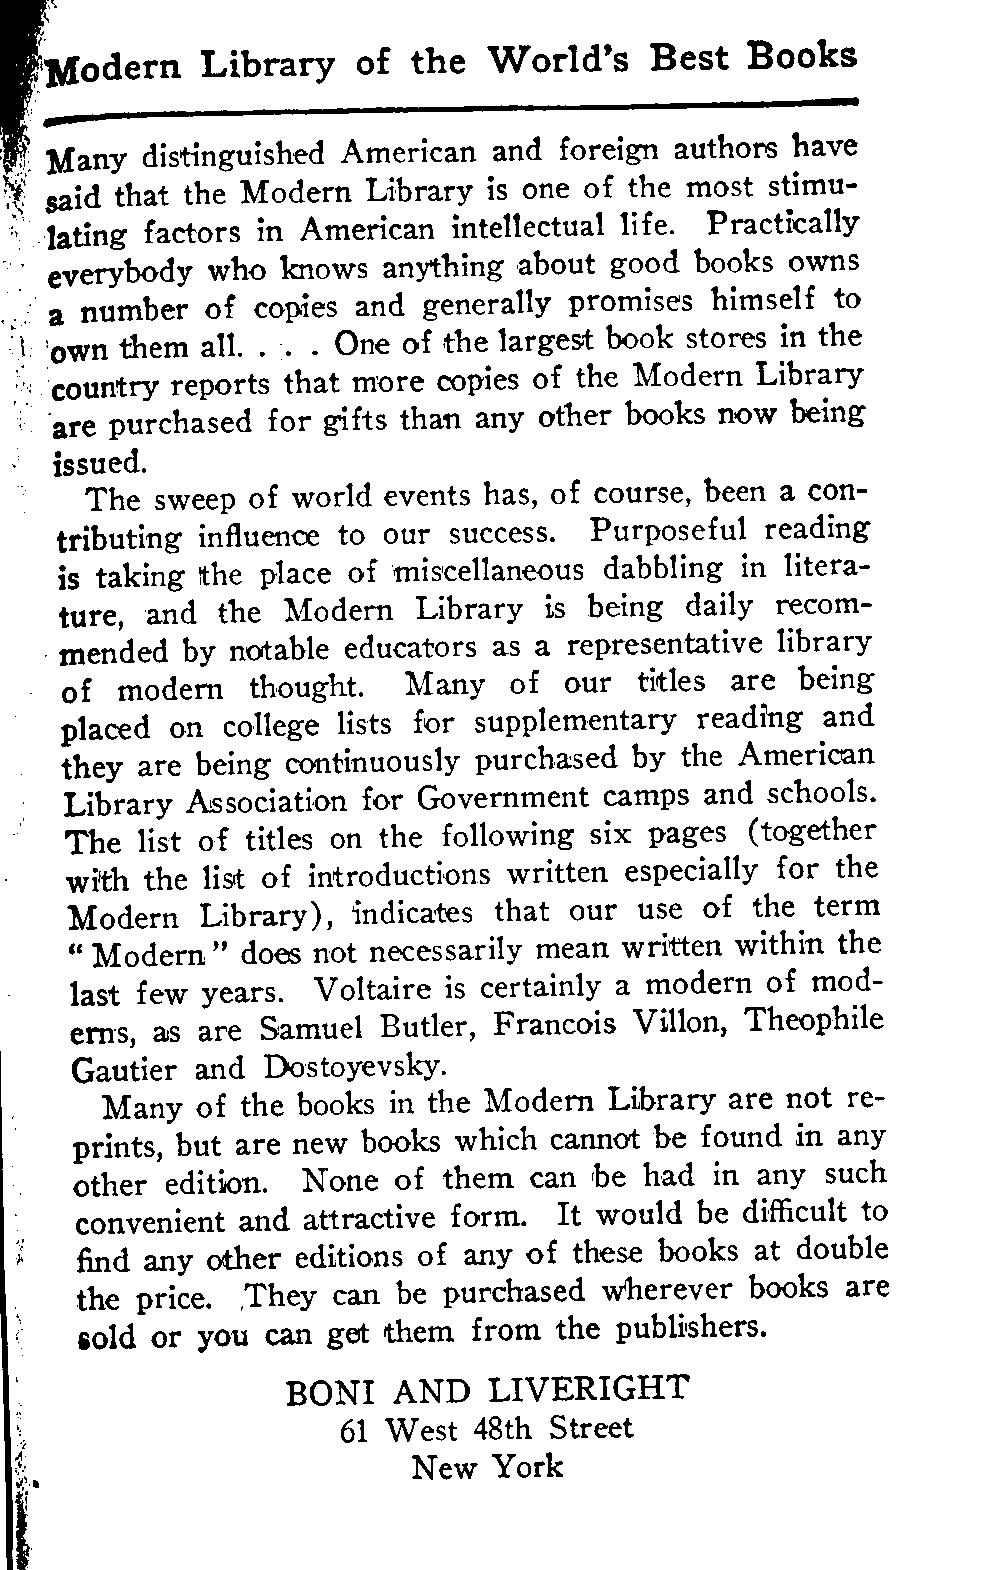 Modern Library of the World's Best Books
Many distinguished American and foreign authors have
said that the Modern Library is one of the most stimu-
lating factors in American intellectual life. Practically
everybody who knows anything about good books owns
a number of copies and generally promises himself to
own them all. . . . One of the largest book stores in the
country reports that more copies of the Modern Library
are purchased for gifts than any other books now being
issued.
The sweep of world events has, of course, been a con-
tributing influence to our success. Purposeful reading
is taking the place of miscellaneous dabbling in litera-
ture, and the Modern Library is being daily recom-
mended by notable educators as a representative library
of modern thought. Many of our titles are being
placed on college lists for supplementary reading and
they are being continuously purchased by the American
Library Association for Government camps and schools.
The list of titles on the following six pages (together
with the list of introductions written especially for the
Modern Library), indicates that our use of the term
“Modern” does not necessarily mean written within the
last few years. Voltaire is certainly a modern of mod-
erns, as are Samuel Butler, Francois Villon, Theophile
Gautier and Dostoyevsky.
Many of the books in the Modern Library are not re-
prints, but are new books which cannot be found in any
other edition. None of them can be had in any such
convenient and attractive form. It would be difficult to
find any other editions of any of these books at double
the price. They can be purchased wherever books are
sold or you can get them from the publishers.
BONI AND LIVERIGHT
61 West 48th Street
New York